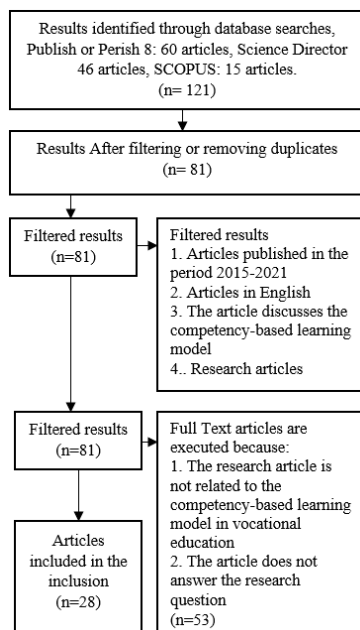 Results identified through database searches,
Publish or Perish 8: 60 articles, Science Director
46 articles, SCOPUS: 15 articles.
(n= 121)
Results After filtering or removing duplicates
(n= 81)
Filtered results
(n=81)
Filtered results
1. Articles published in the
period 2015-2021
2. Articles in English
3. The article discusses the
competency-based learning
model
4.. Research articles
Filtered results
(n=81)
Full Text articles are
executed because:
1. The research article is
not related to the
competency-based learning
model in vocational
education
2. The article does not
answer the research
question
(n=53)
Articles
included in the
inclusion
(n=28)